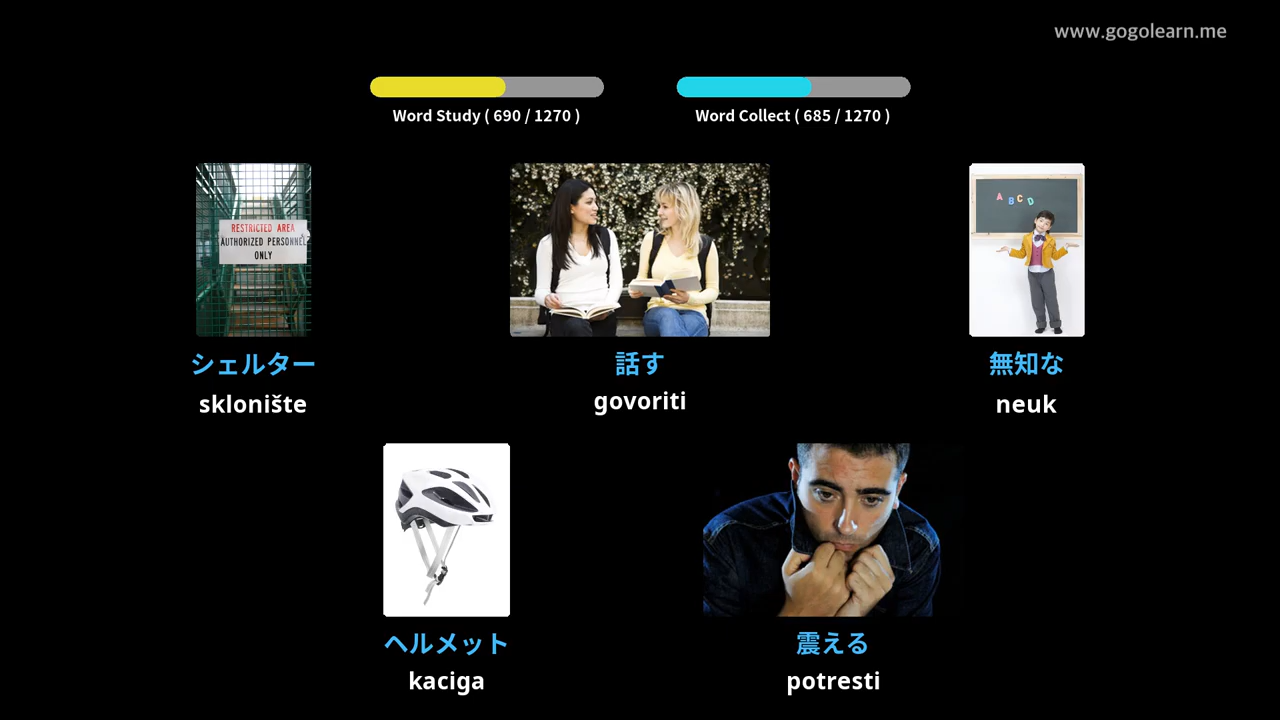 www.gogolearn.me
Word Study ( 690 / 1270 )
Word Collect ( 685 / 1270 )
RESTRICTED AREA
AUTHORIZED PERSONNEL
ONLY
A B C D
シェルター
話す
無知な
sklonište
govoriti
neuk
ヘルメット
震える
kaciga
potresti